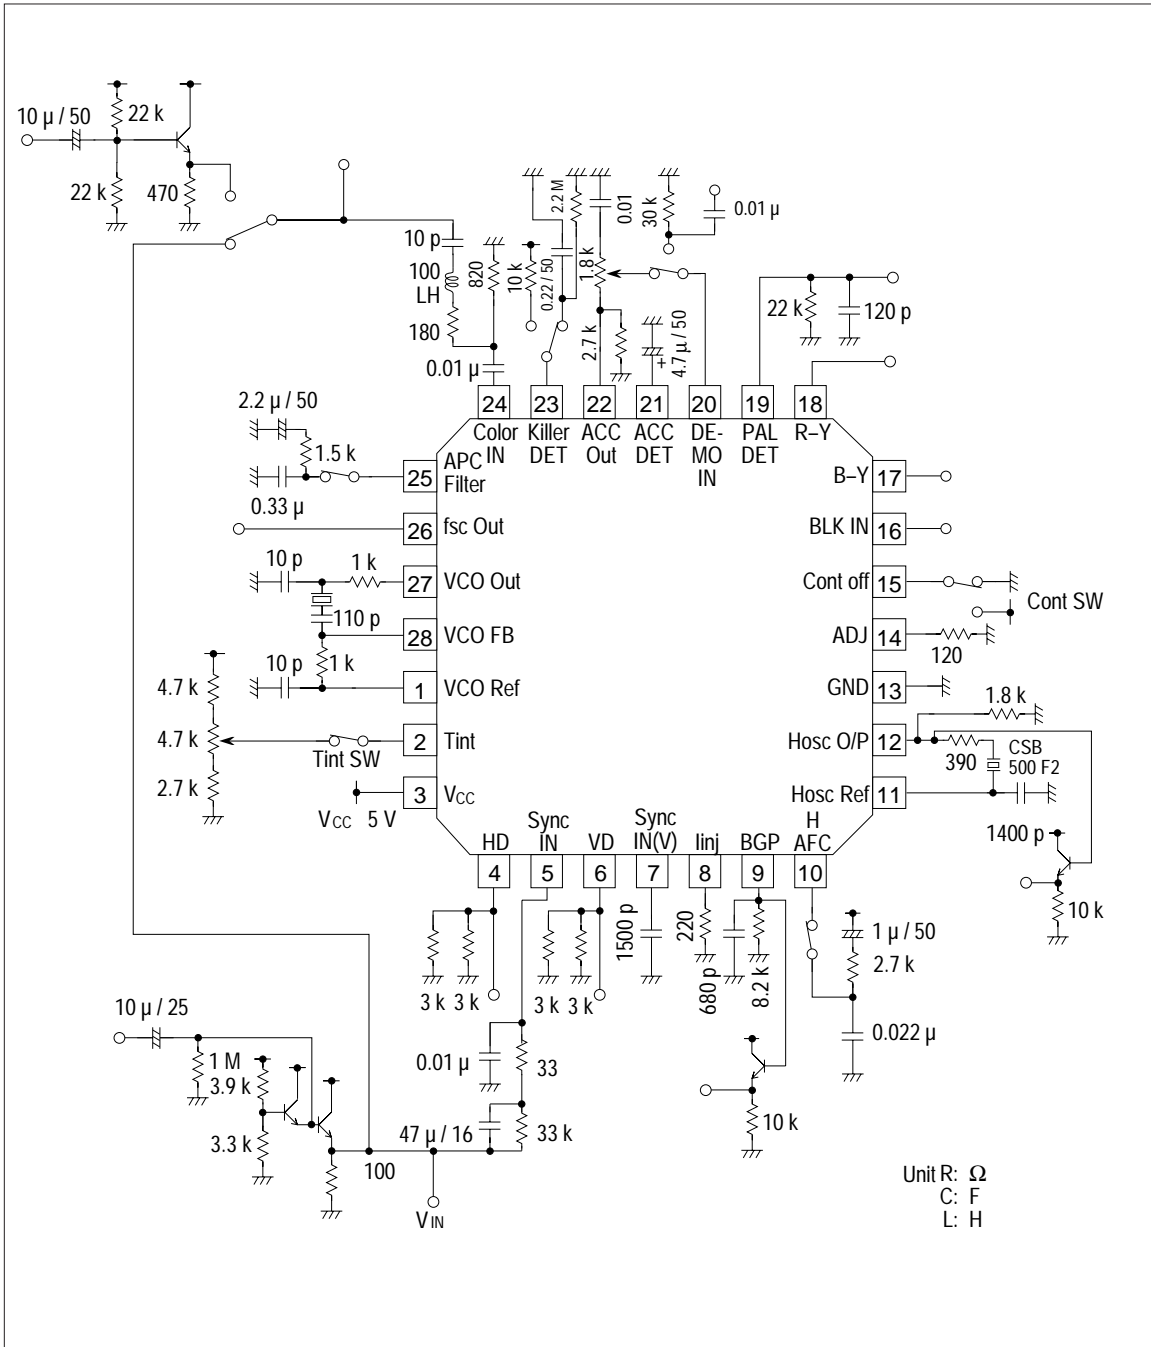 10 µ / 50
22 k
22 k
470
10 p
100
LH
180
820
10 k
0.22 / 50
2.2 M
0.01
1.8 k
30 k
0.01 µ
2.7 k
4.7 µ / 50
+
22 k
120 p
0.01 µ
24
23
22
21
20
19
18
Color
IN
Killer
DET
ACC
Out
ACC
DET
DE-
MO
IN
PAL
DET
R–Y
2.2 µ / 50
1.5 k
0.33 µ
25
APC
Filter
26
fsc Out
10 p
1 k
27
VCO Out
110 p
28
VCO FB
10 p
1 k
1
VCO Ref
4.7 k
4.7 k
2.7 k
Tint SW
2
Tint
3
VCC
VCC 5 V
B–Y
17
BLK IN
16
Cont off
15
Cont SW
ADJ
14
120
GND
13
1.8 k
Hosc O/P
12
390
CSB
500 F2
Hosc Ref
11
1400 p
10 k
HD
Sync
IN
VD
Sync
IN(V)
Iinj
BGP
H
AFC
4
5
6
7
8
9
10
3 k
3 k
3 k
3 k
1500 p
220
680 p
8.2 k
1 µ / 50
2.7 k
0.022 µ
10 k
10 µ / 25
1 M
3.9 k
3.3 k
100
0.01 µ
33
47 µ / 16
33 k
VIN
Unit R: Ω
C: F
L: H